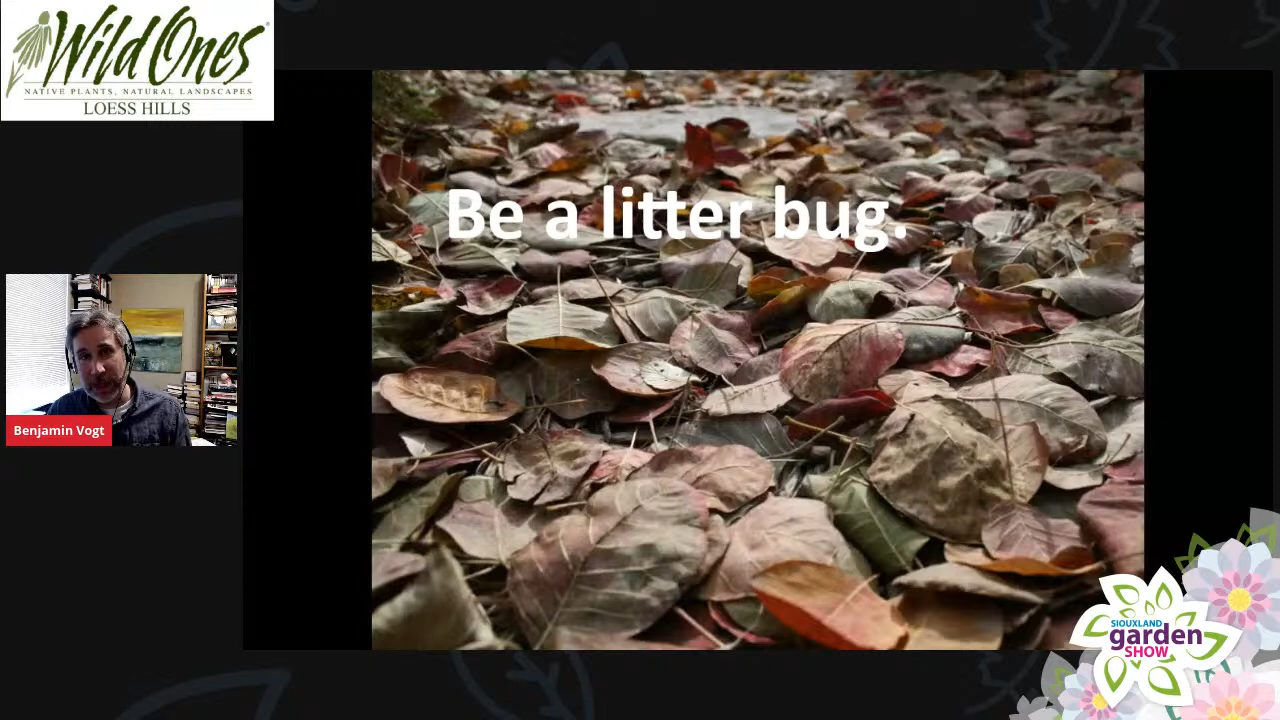 Wild Ones
NATIVE PLANTS, NATURAL LANDSCAPES
LOESS HILLS
Be a litter bug.
Benjamin Vogt
SIOUXLAND
garden
SHOW